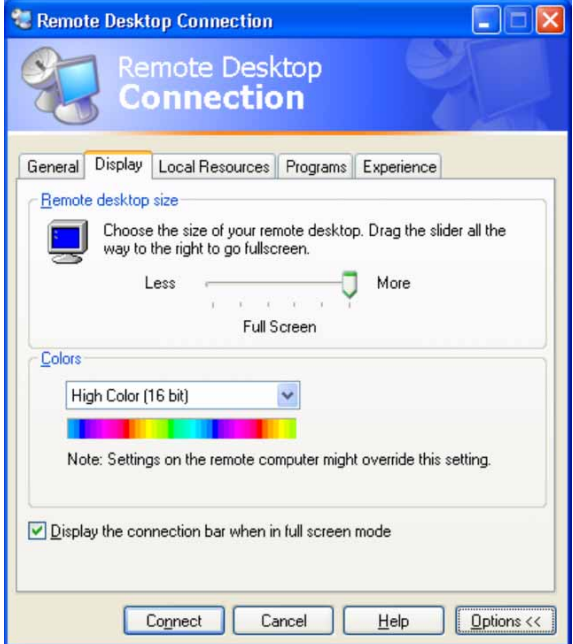 Remote Desktop Connection
Remote Desktop
Connection
General Display Local Resources Programs Experience
Remote desktop size
Choose the size of your remote desktop. Drag the slider all the
way to the right to go fullscreen.
Less More
Full Screen
Colors
High Color (16 bit)
Note: Settings on the remote computer might override this setting.
Display the connection bar when in full screen mode
Connect Cancel Help Options <<